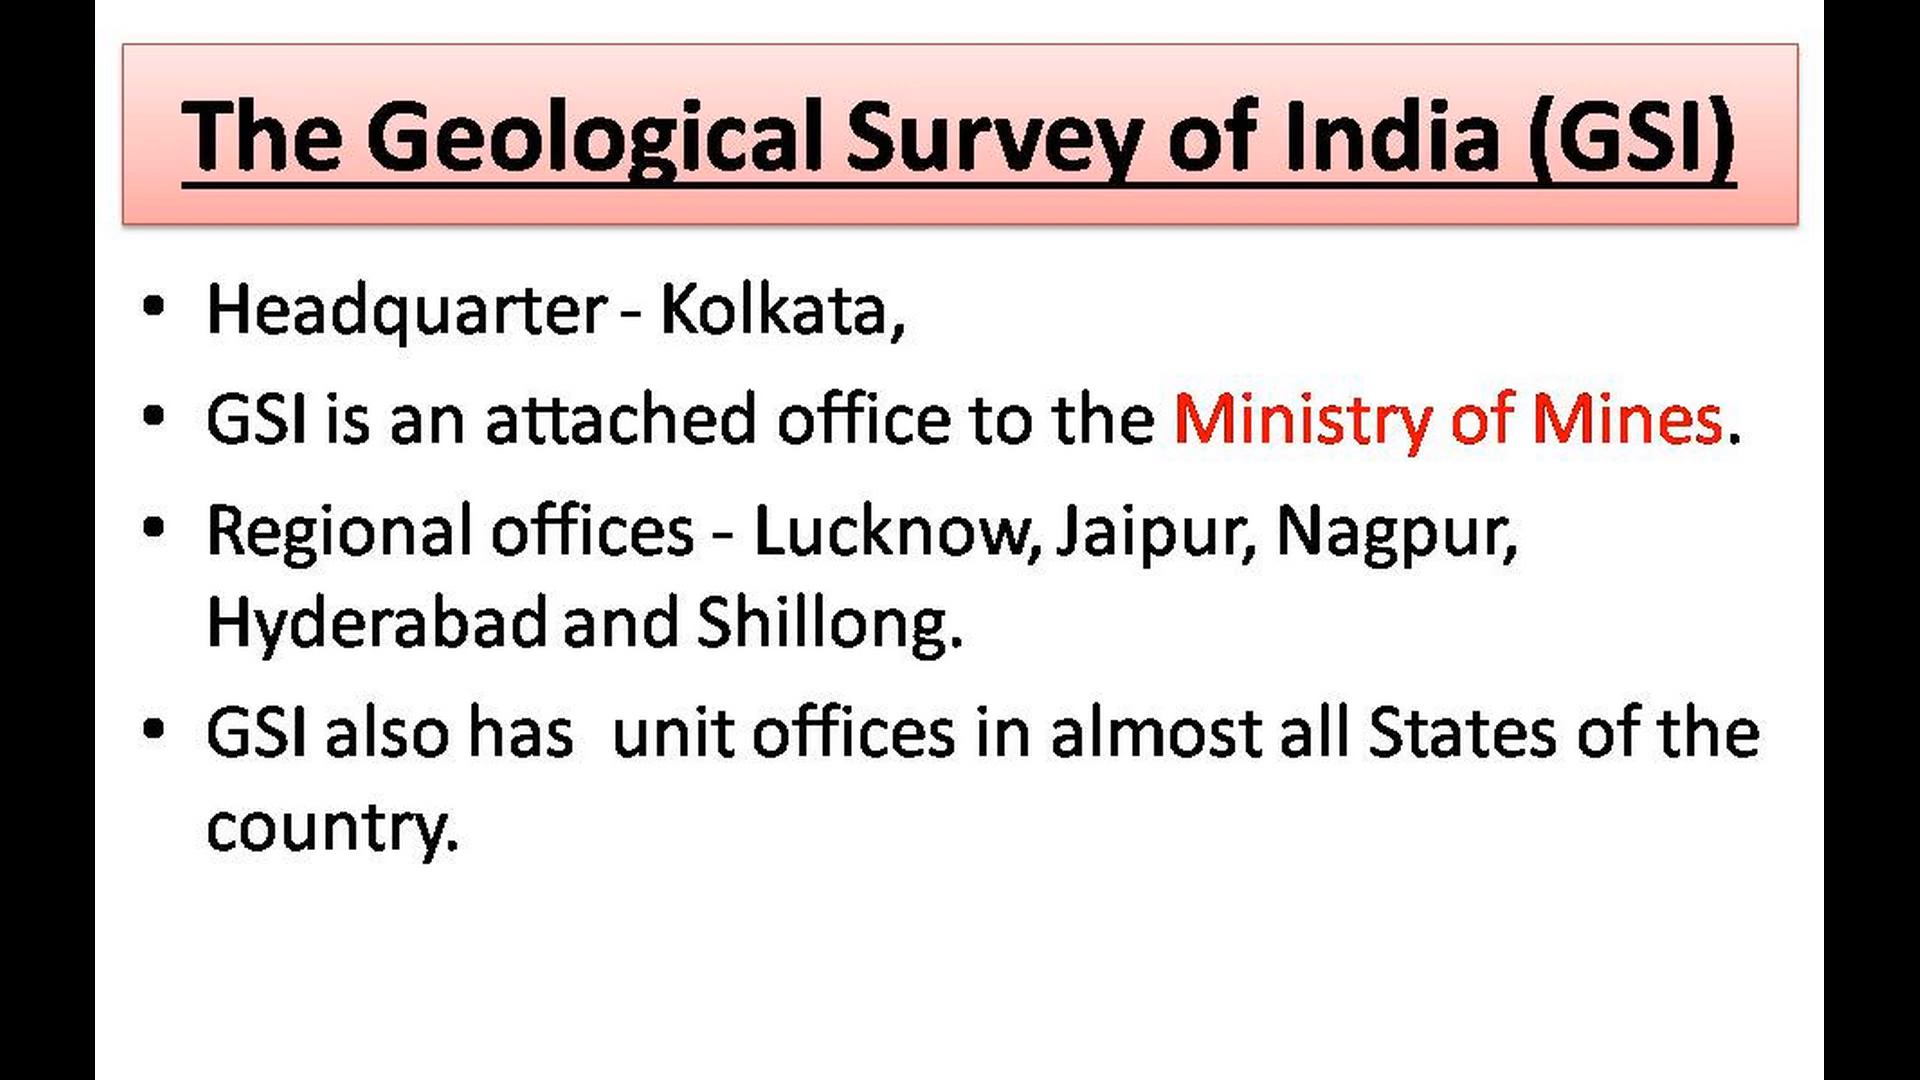 The Geological Survey of India (GSI)
• Headquarter - Kolkata,
• GSI is an attached office to the Ministry of Mines.
• Regional offices - Lucknow, Jaipur, Nagpur,
Hyderabad and Shillong.
• GSI also has  unit offices in almost all States of the
country.